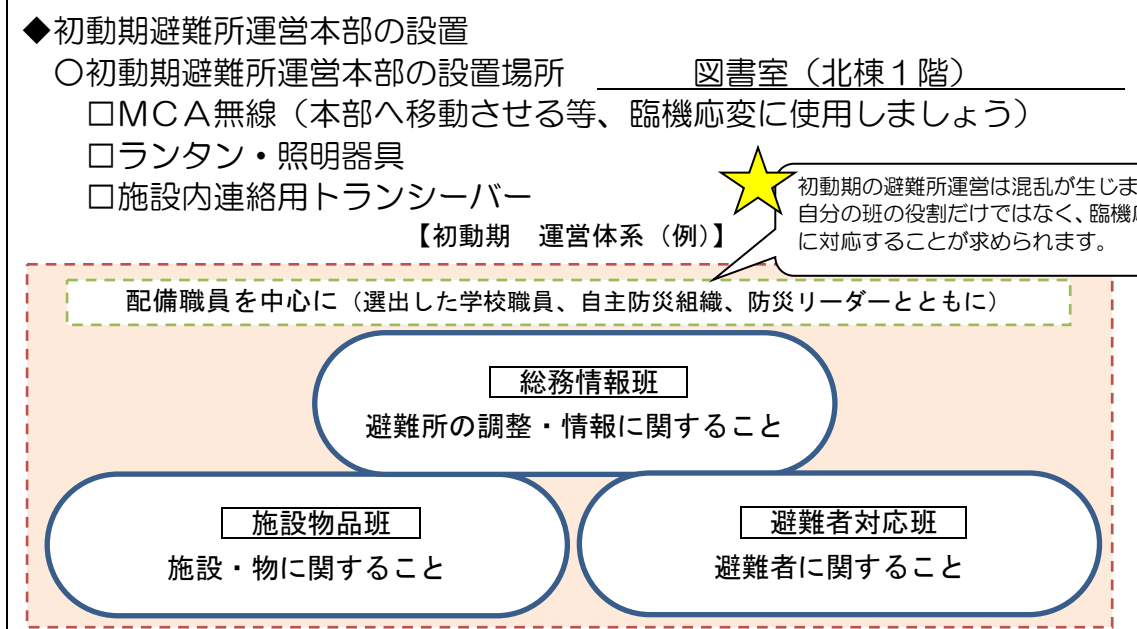 ◆初動期避難所運営本部の設置
〇初動期避難所運営本部の設置場所　図書室（北棟１階）
□ＭＣＡ無線（本部へ移動させる等、臨機応変に使用しましょう）
□ランタン・照明器具
□施設内連絡用トランシーバー
初動期の避難所運営は混乱が生じま
自分の班の役割だけではなく、臨機
に対応することが求められます。
【初動期　運営体系（例）】
配備職員を中心に（選出した学校職員、自主防災組織、防災リーダーとともに）
総務情報班
避難所の調整・情報に関すること
施設物品班
施設・物に関すること
避難者対応班
避難者に関すること